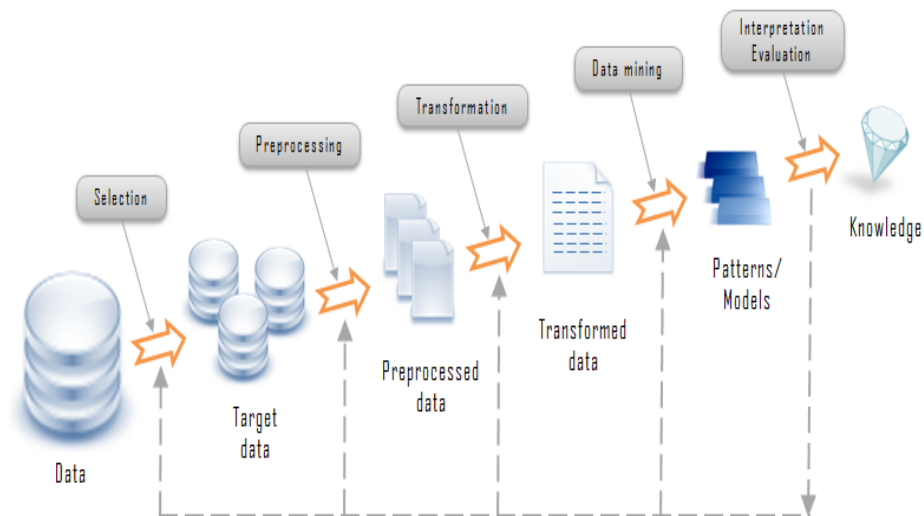 Interpretation
Evaluation
Data mining
Transformation
Preprocessing
Selection
Knowledge
Patterns/
Models
Transformed
data
Preprocessed
data
Target
data
Data